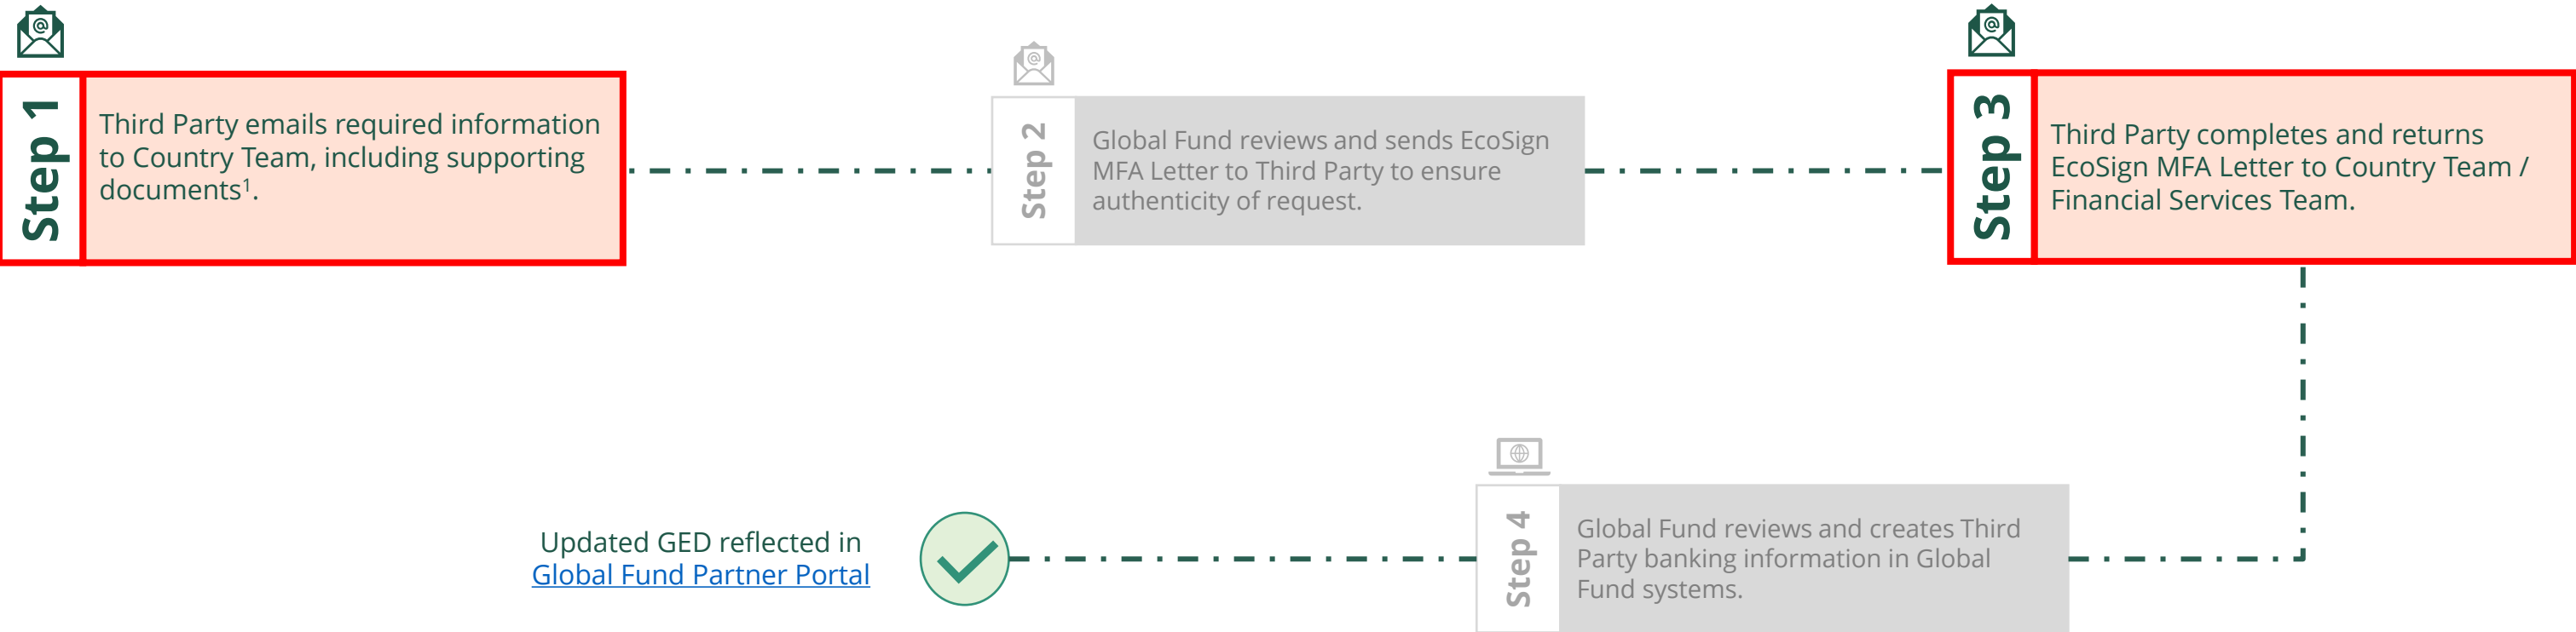 Step 1
Third Party emails required information
to Country Team, including supporting
documents¹.
Step 2
Global Fund reviews and sends EcoSign
MFA Letter to Third Party to ensure
authenticity of request.
Step 3
Third Party completes and returns
EcoSign MFA Letter to Country Team /
Financial Services Team.
Step 4
Global Fund reviews and creates Third
Party banking information in Global
Fund systems.
Updated GED reflected in
Global Fund Partner Portal